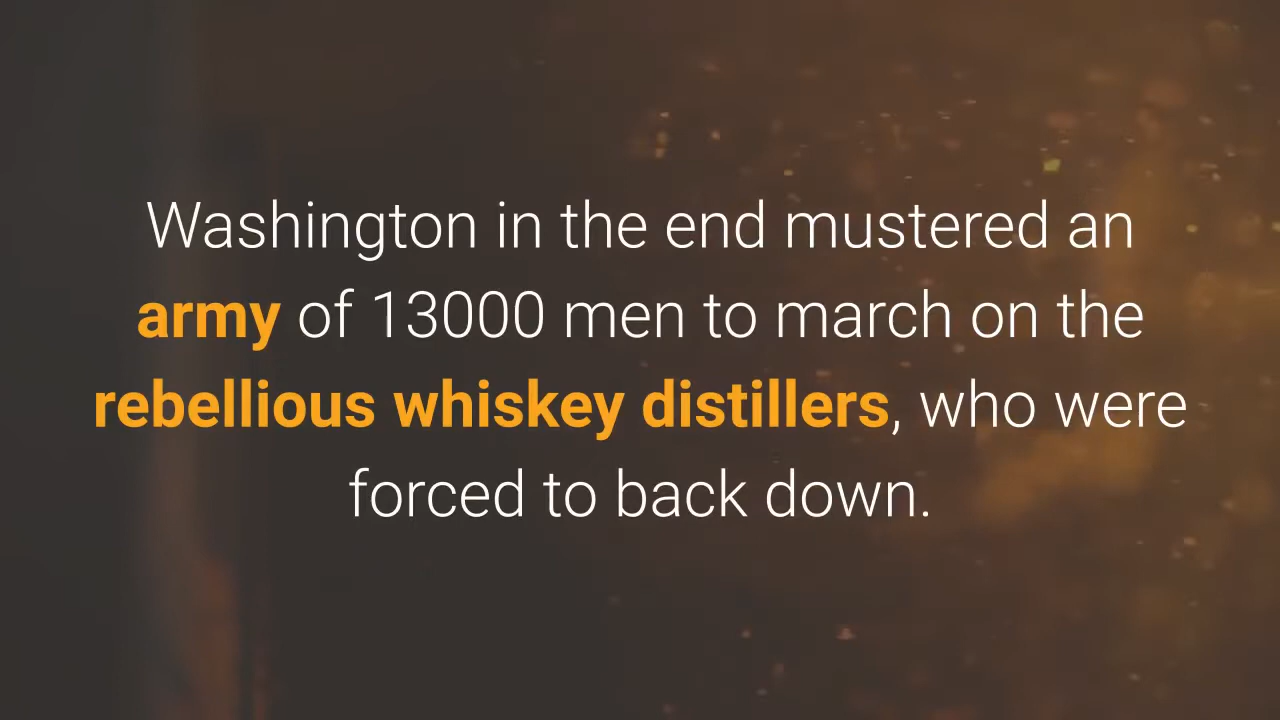 Washington in the end mustered an
army of 13000 men to march on the
rebellious whiskey distillers, who were
forced to back down.